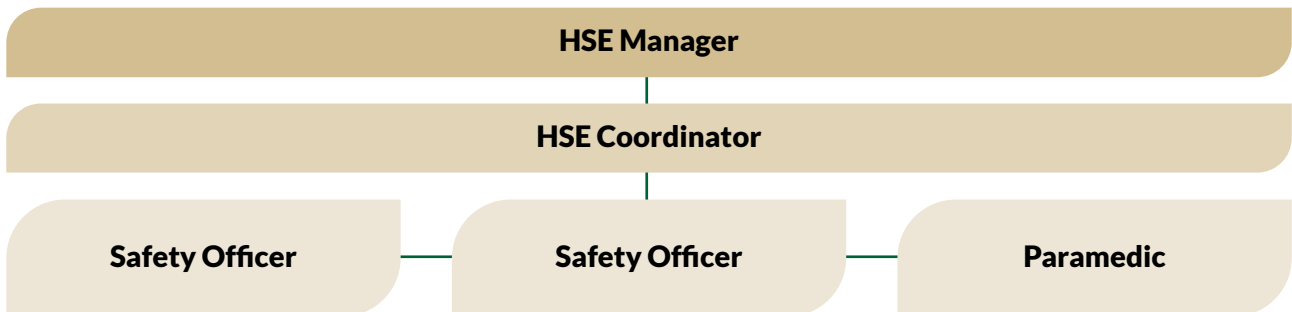 HSE Manager
HSE Coordinator
Safety Officer
Safety Officer
Paramedic